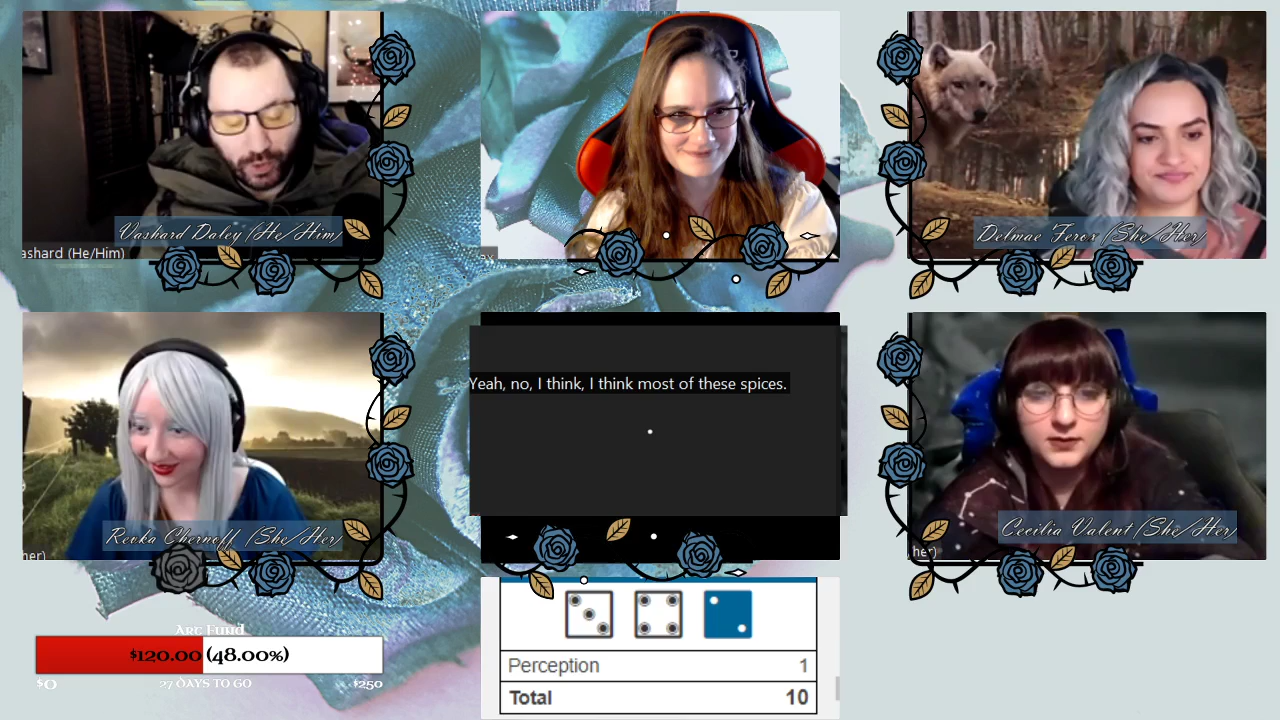 Vashard Daley (He/Him)
ashard (He/Him)
Delmae Ferox (She/Her
Yeah, no, I think, I think most of these spices.
Revka Chernoff (She/Her)
her)
Cecilia Valent (She/Her)
her)
Art Fund
$120.00 (48.00%)
$0 27 DAYS TO GO $250
Perception 1
Total 10